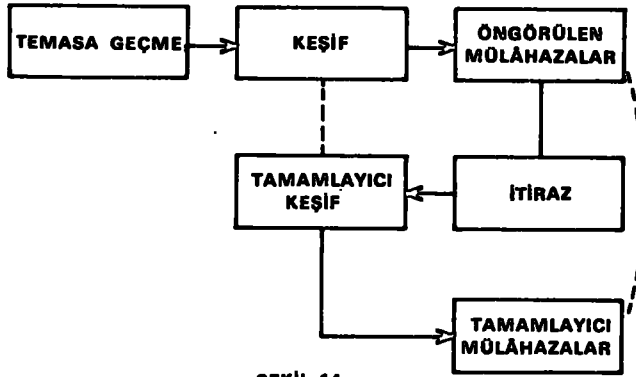 TEMASA GEÇME
KEŞİF
ÖNGÖRÜLEN
MÜLÂHAZALAR
TAMAMLAYICI
KEŞİF
İTİRAZ
TAMAMLAYICI
MÜLÂHAZALAR